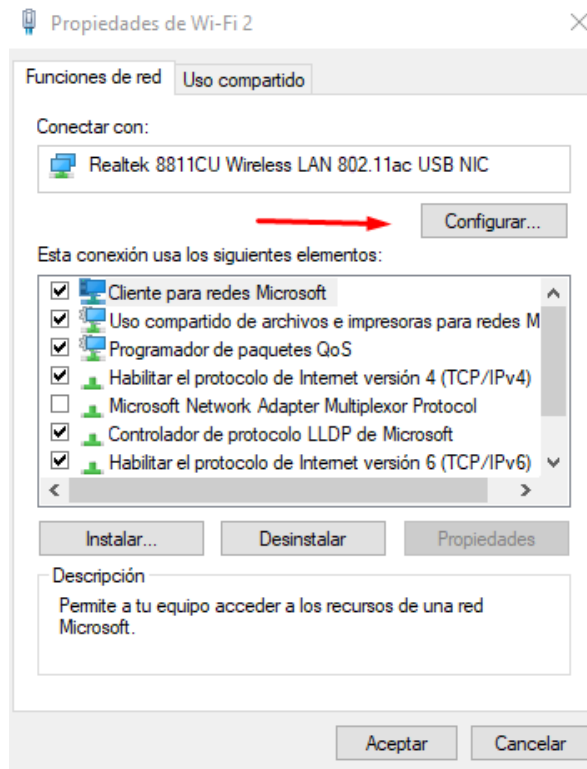 Propiedades de Wi-Fi 2
Funciones de red
Uso compartido
Conectar con:
Realtek 8811CU Wireless LAN 802.11ac USB NIC
Configurar...
Esta conexión usa los siguientes elementos:
Cliente para redes Microsoft
Uso compartido de archivos e impresoras para redes M
Programador de paquetes QoS
Habilitar el protocolo de Internet versión 4 (TCP/IPv4)
Microsoft Network Adapter Multiplexor Protocol
Controlador de protocolo LLDP de Microsoft
Habilitar el protocolo de Internet versión 6 (TCP/IPv6)
Instalar...
Desinstalar
Propiedades
Descripción
Permite a tu equipo acceder a los recursos de una red
Microsoft.
Aceptar
Cancelar